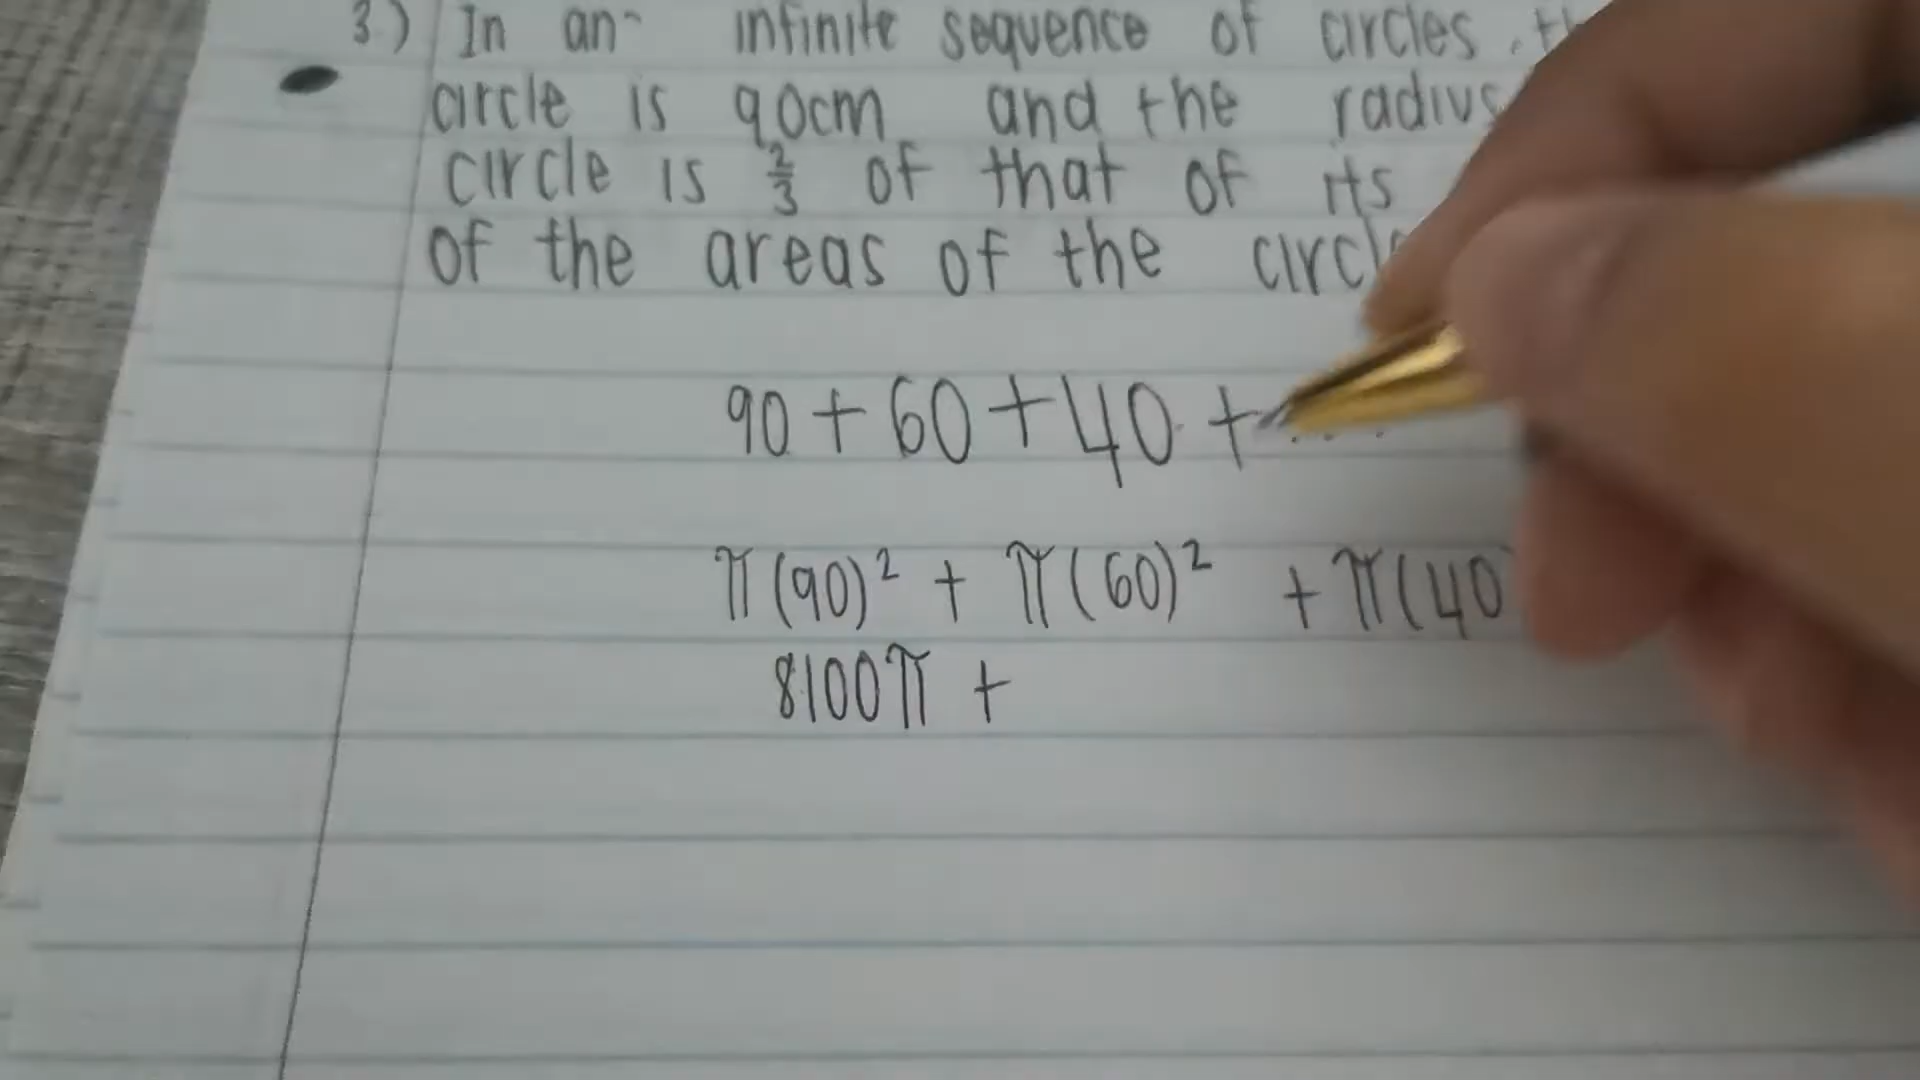 3.) In an infinite sequence of circles, th
circle is 90cm and the radius
circle is 2/3 of that of its
of the areas of the circl
90 + 60 + 40 + ...
π(90)² + π(60)² + π(40
8100π +